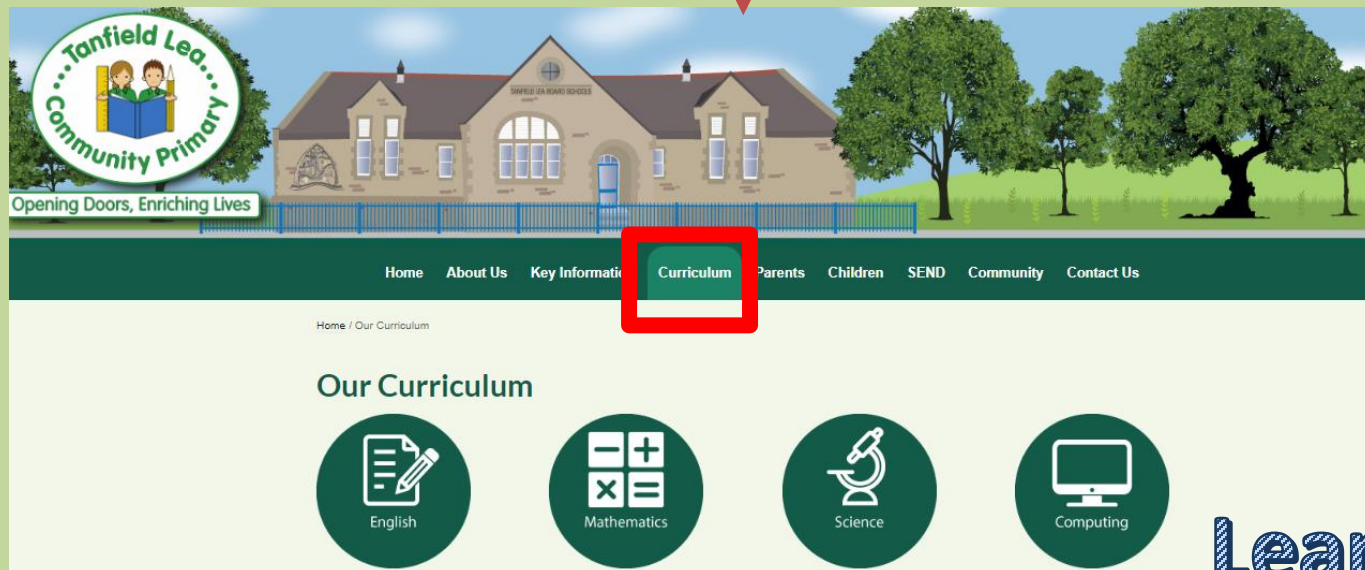 Tanfield Lea
Community Primary
Opening Doors, Enriching Lives
TANFIELD LEA BOARD SCHOOLS
Home About Us Key Informatio Curriculum Parents Children SEND Community Contact Us
Home / Our Curriculum
Our Curriculum
English Mathematics Science Computing
Lear